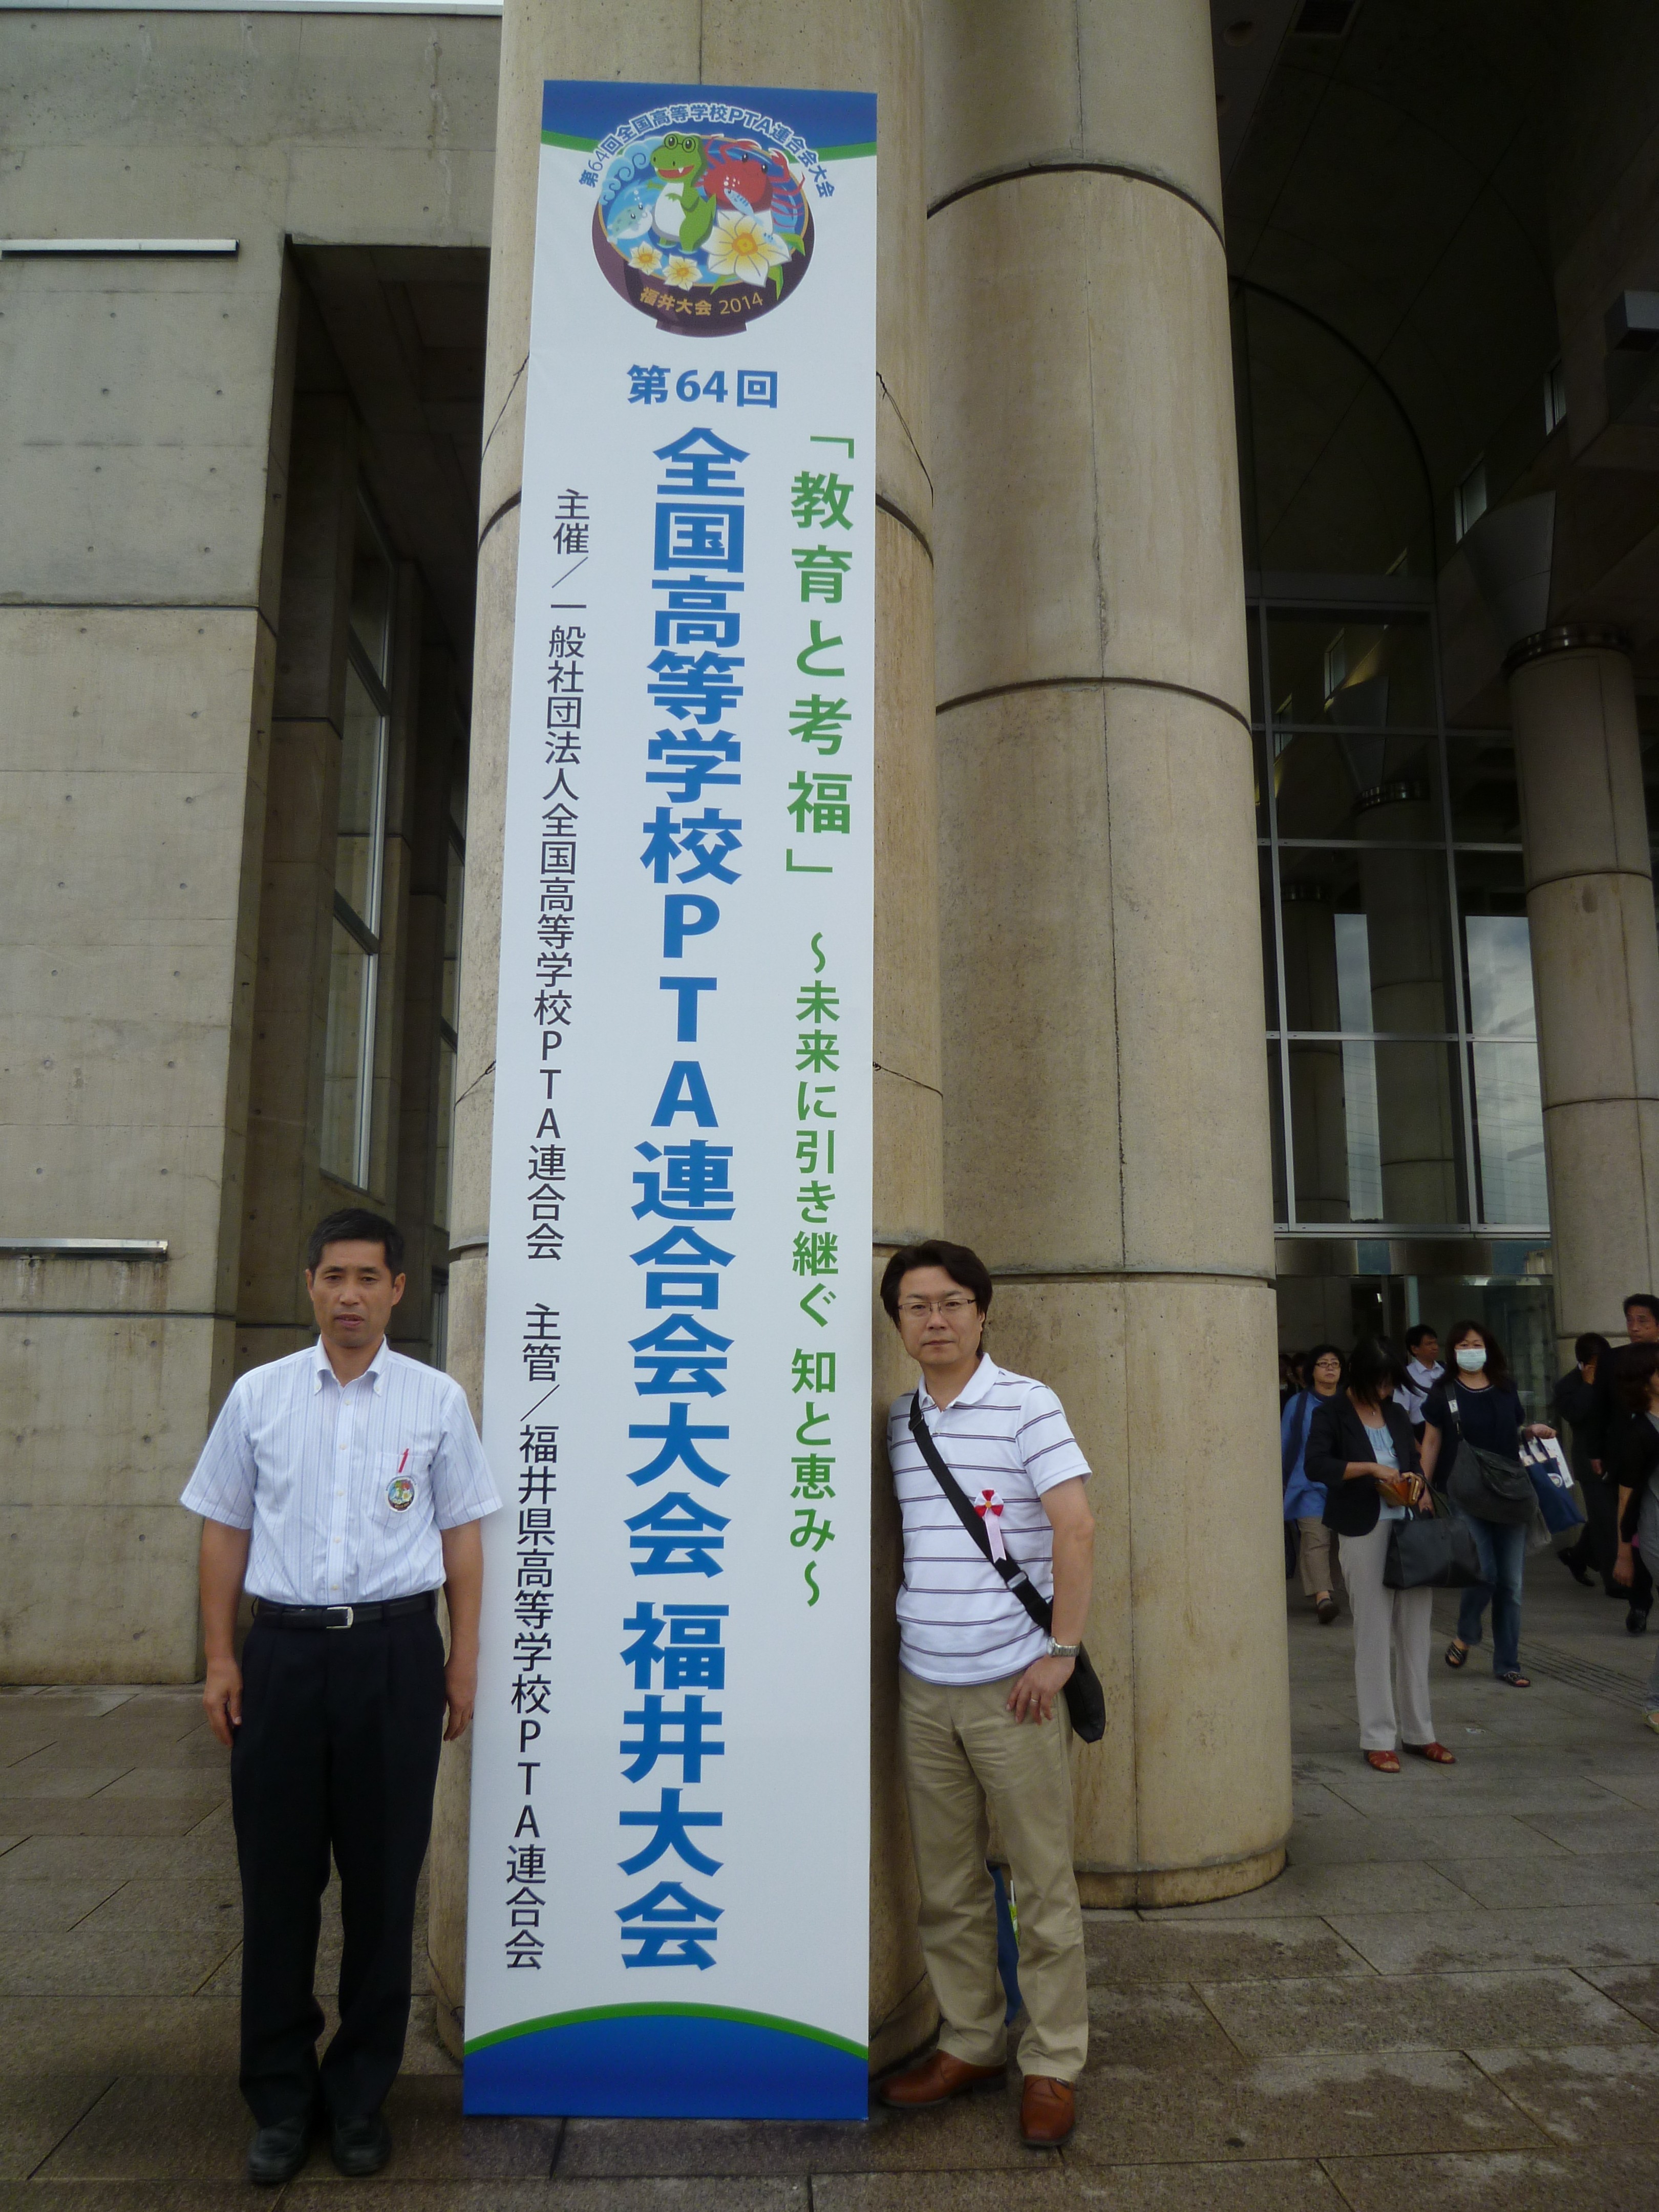 第64回全国高等学校PTA連合会大会
福井大会 2014
第64回
「教育と考福」 ～未来に引き継ぐ 知と恵み～
全国高等学校PTA連合会大会 福井大会
主催／一般社団法人全国高等学校PTA連合会 主管／福井県高等学校PTA連合会